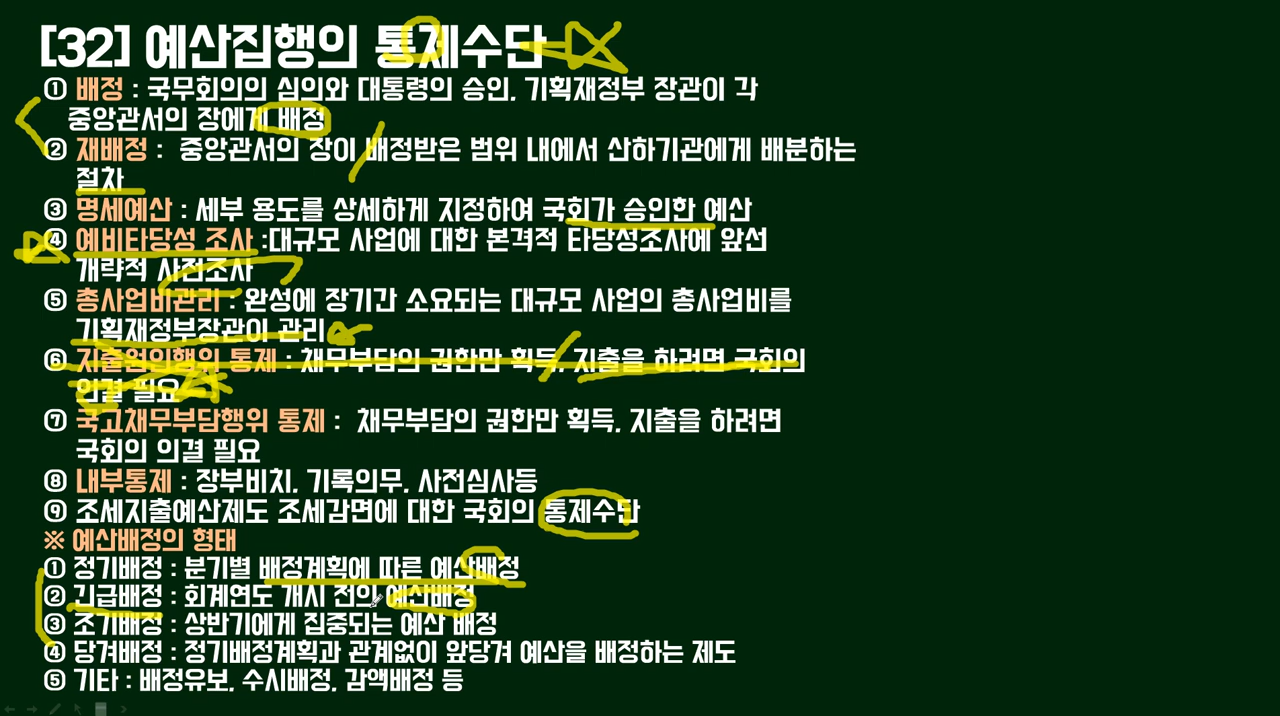 [32] 예산집행의 통제수단
① 배정 : 국무회의의 심의와 대통령의 승인, 기획재정부 장관이 각
중앙관서의 장에게 배정
② 재배정 : 중앙관서의 장이 배정받은 범위 내에서 산하기관에게 배분하는
절차
③ 명세예산 : 세부 용도를 상세하게 지정하여 국회가 승인한 예산
④ 예비타당성 조사 :대규모 사업에 대한 본격적 타당성조사에 앞선
개략적 사전조사
⑤ 총사업비관리 : 완성에 장기간 소요되는 대규모 사업의 총사업비를
기획재정부장관이 관리
⑥ 지출원인행위 통제 : 채무부담의 권한만 획득, 지출을 하려면 국회의
의결 필요
⑦ 국고채무부담행위 통제 : 채무부담의 권한만 획득, 지출을 하려면
국회의 의결 필요
⑧ 내부통제 : 장부비치, 기록의무, 사전심사등
⑨ 조세지출예산제도 조세감면에 대한 국회의 통제수단
※ 예산배정의 형태
① 정기배정 : 분기별 배정계획에 따른 예산배정
② 긴급배정 : 회계연도 개시 전의 예산배정
③ 조기배정 : 상반기에게 집중되는 예산 배정
④ 당겨배정 : 정기배정계획과 관계없이 앞당겨 예산을 배정하는 제도
⑤ 기타 : 배정유보, 수시배정, 감액배정 등